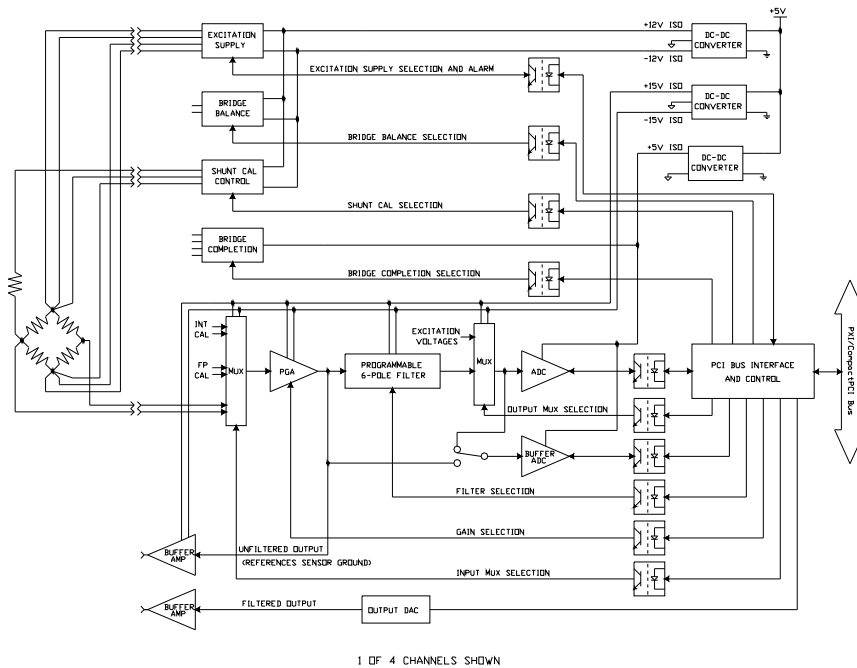 +5V
EXCITATION
SUPPLY
+12V ISO
DC-DC
CONVERTER
-12V ISO
EXCITATION SUPPLY SELECTION AND ALARM
+15V ISO
DC-DC
CONVERTER
-15V ISO
BRIDGE
BALANCE
BRIDGE BALANCE SELECTION
+5V ISO
DC-DC
CONVERTER
SHUNT CAL
CONTROL
SHUNT CAL SELECTION
BRIDGE
COMPLETION
BRIDGE COMPLETION SELECTION
INT
CAL
FP
CAL
MUX
PGA
PROGRAMMABLE
6-POLE FILTER
EXCITATION
VOLTAGES
MUX
ADC
PCI BUS INTERFACE
AND CONTROL
PXI/CompactPCI Bus
OUTPUT MUX SELECTION
BUFFER
ADC
FILTER SELECTION
GAIN SELECTION
BUFFER
AMP
UNFILTERED OUTPUT
(REFERENCES SENSOR GROUND)
INPUT MUX SELECTION
BUFFER
AMP
FILTERED OUTPUT
OUTPUT DAC
1 OF 4 CHANNELS SHOWN